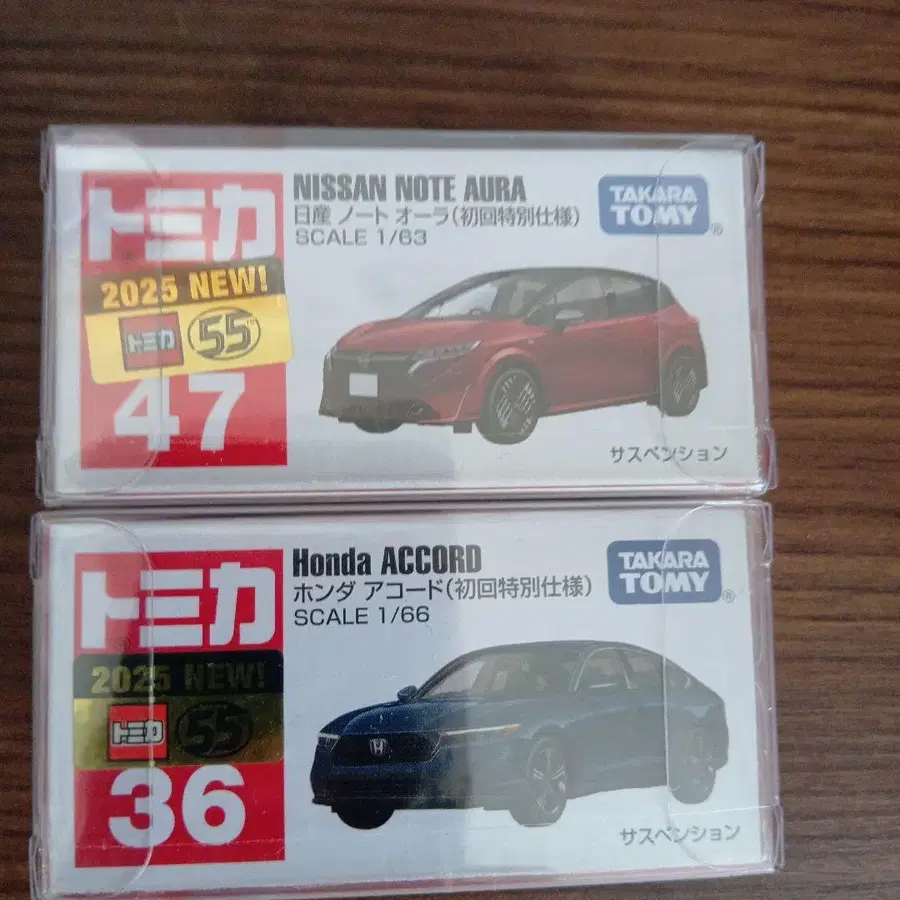 トミカ
2025 NEW!
トミカ 55
47
NISSAN NOTE AURA
日産 ノート オーラ(初回特別仕様)
SCALE 1/63
TAKARA
TOMY®
サスペンション
トミカ
2025 NEW!
トミカ 55
36
Honda ACCORD
ホンダ アコード(初回特別仕様)
SCALE 1/66
TAKARA
TOMY®
サスペンション